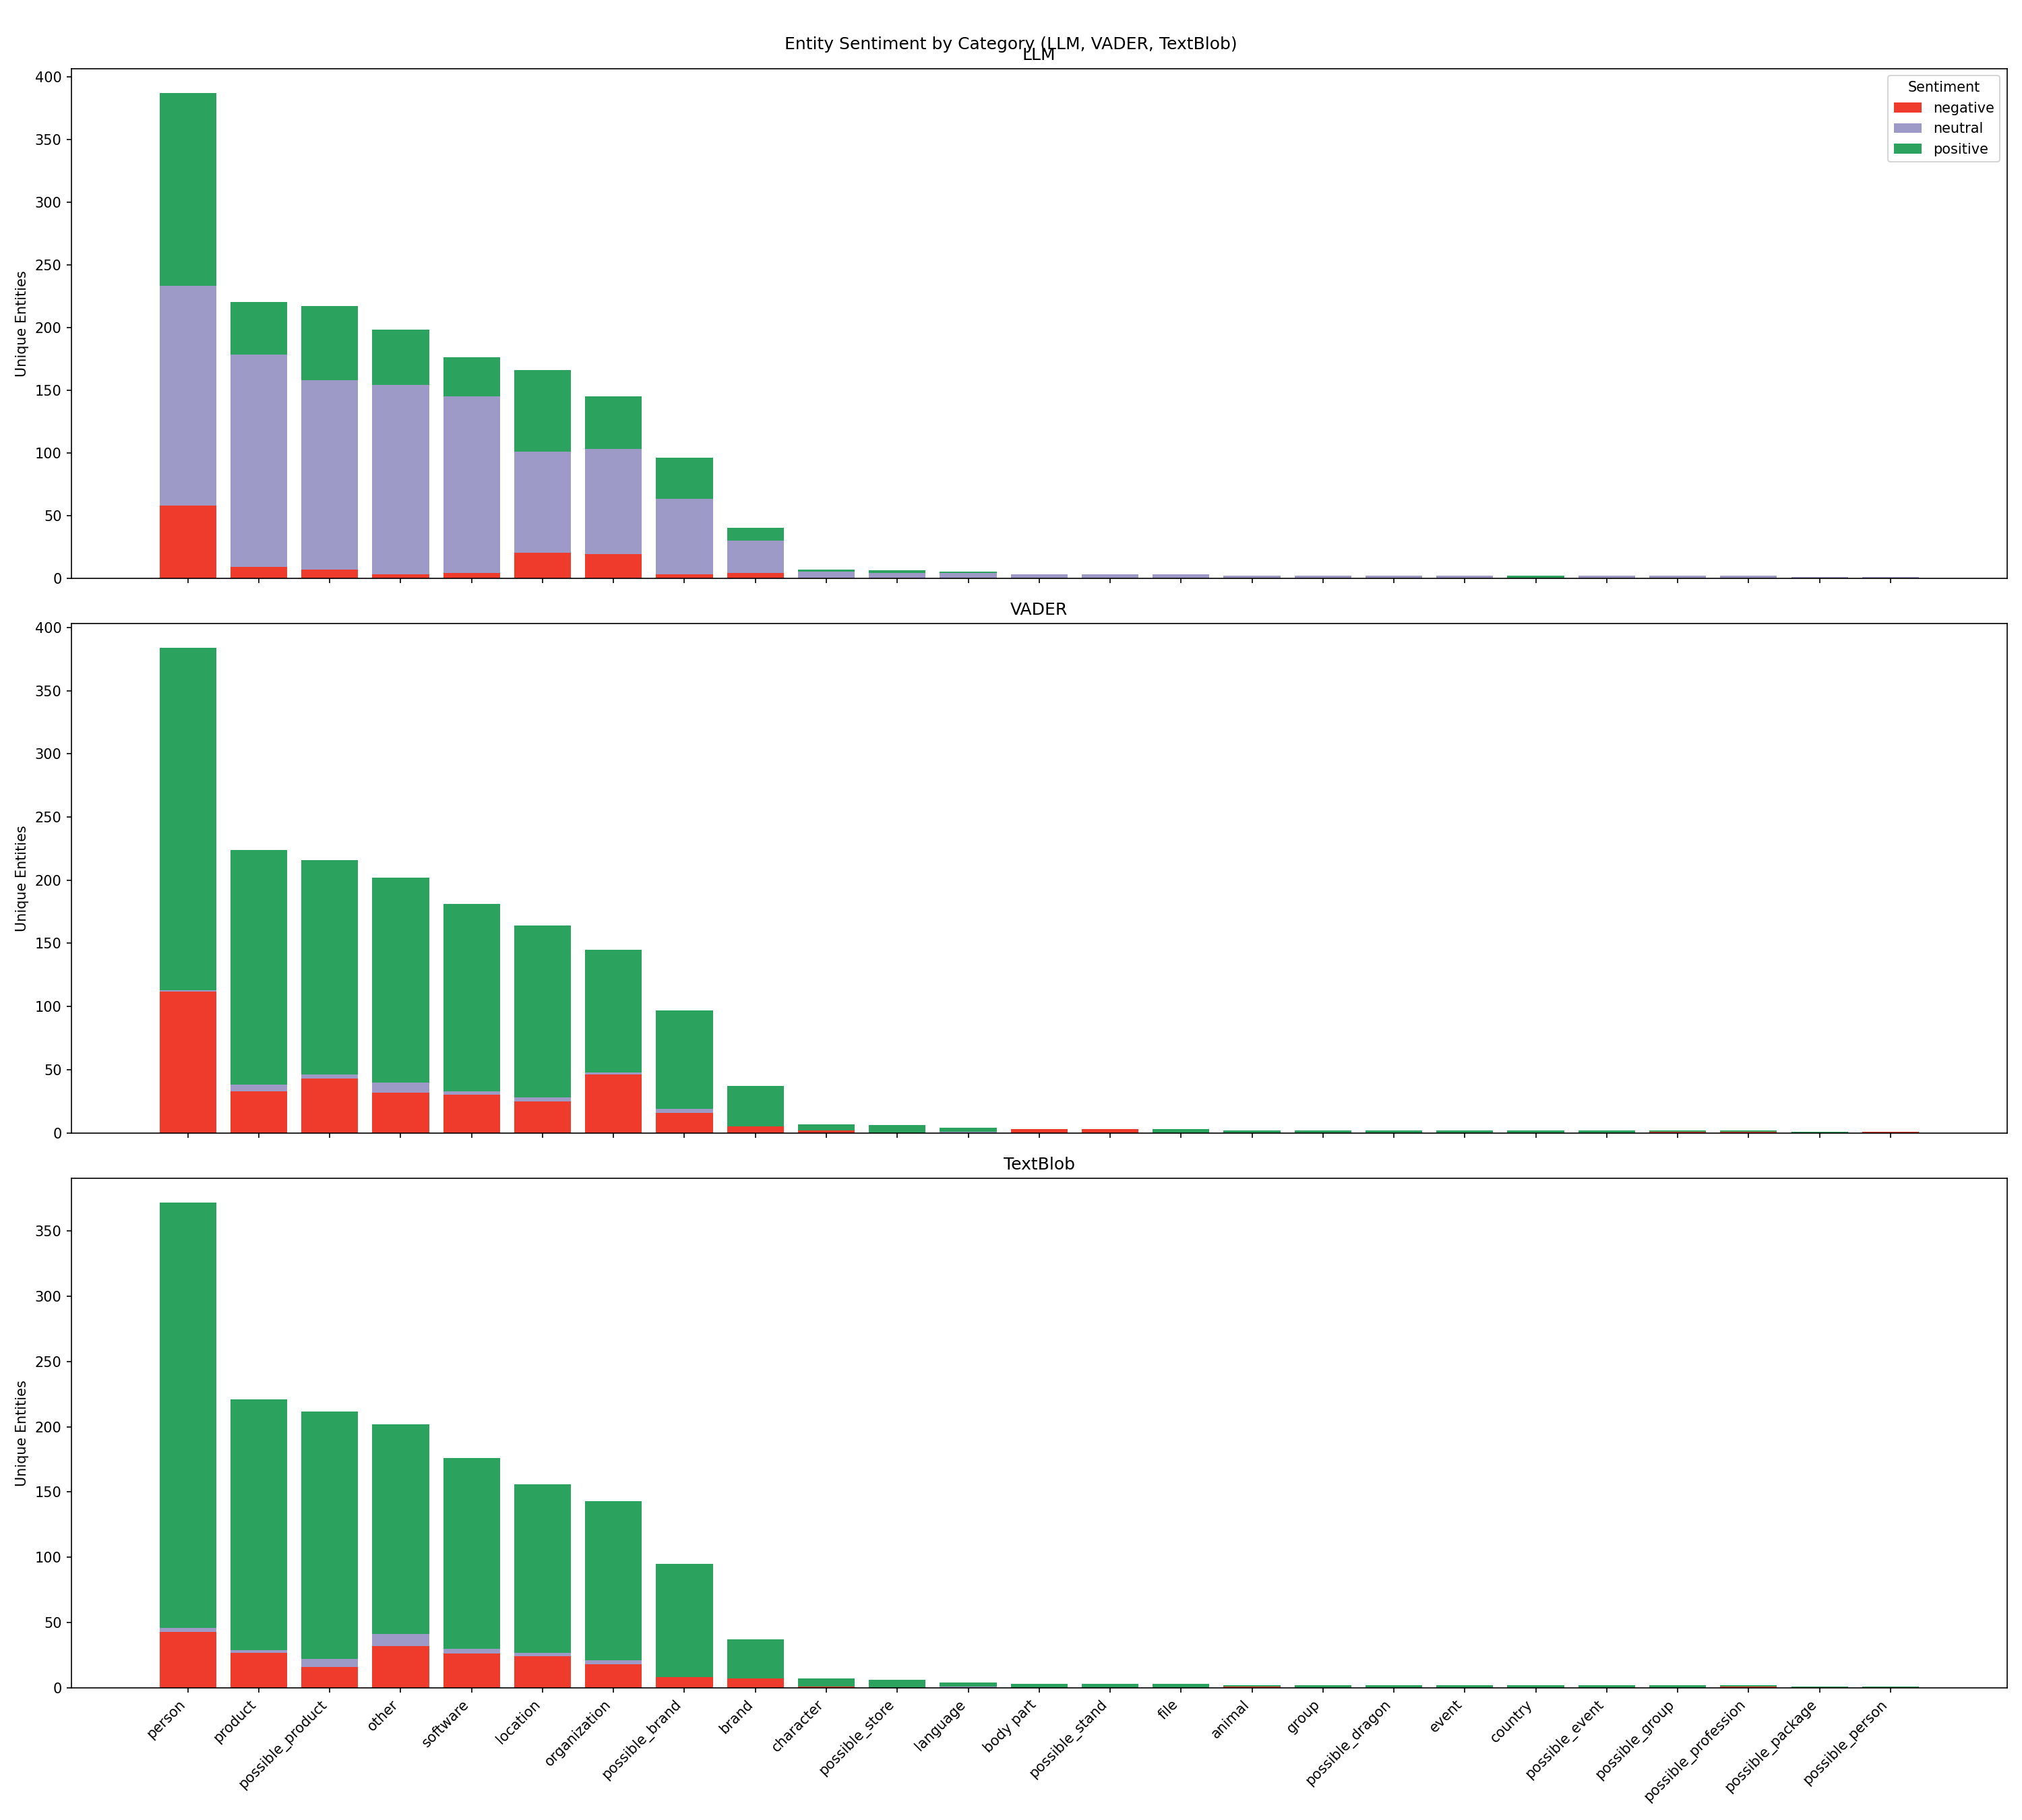 Entity Sentiment by Category (LLM, VADER, TextBlob)
LLM
Sentiment
negative
neutral
positive
Unique Entities
400
350
300
250
200
150
100
50
0
VADER
Unique Entities
400
350
300
250
200
150
100
50
0
TextBlob
Unique Entities
350
300
250
200
150
100
50
0
person
product
possible_product
other
software
location
organization
possible_brand
brand
character
possible_store
language
body part
possible_stand
file
animal
group
possible_dragon
event
country
possible_event
possible_group
possible_profession
possible_package
possible_person